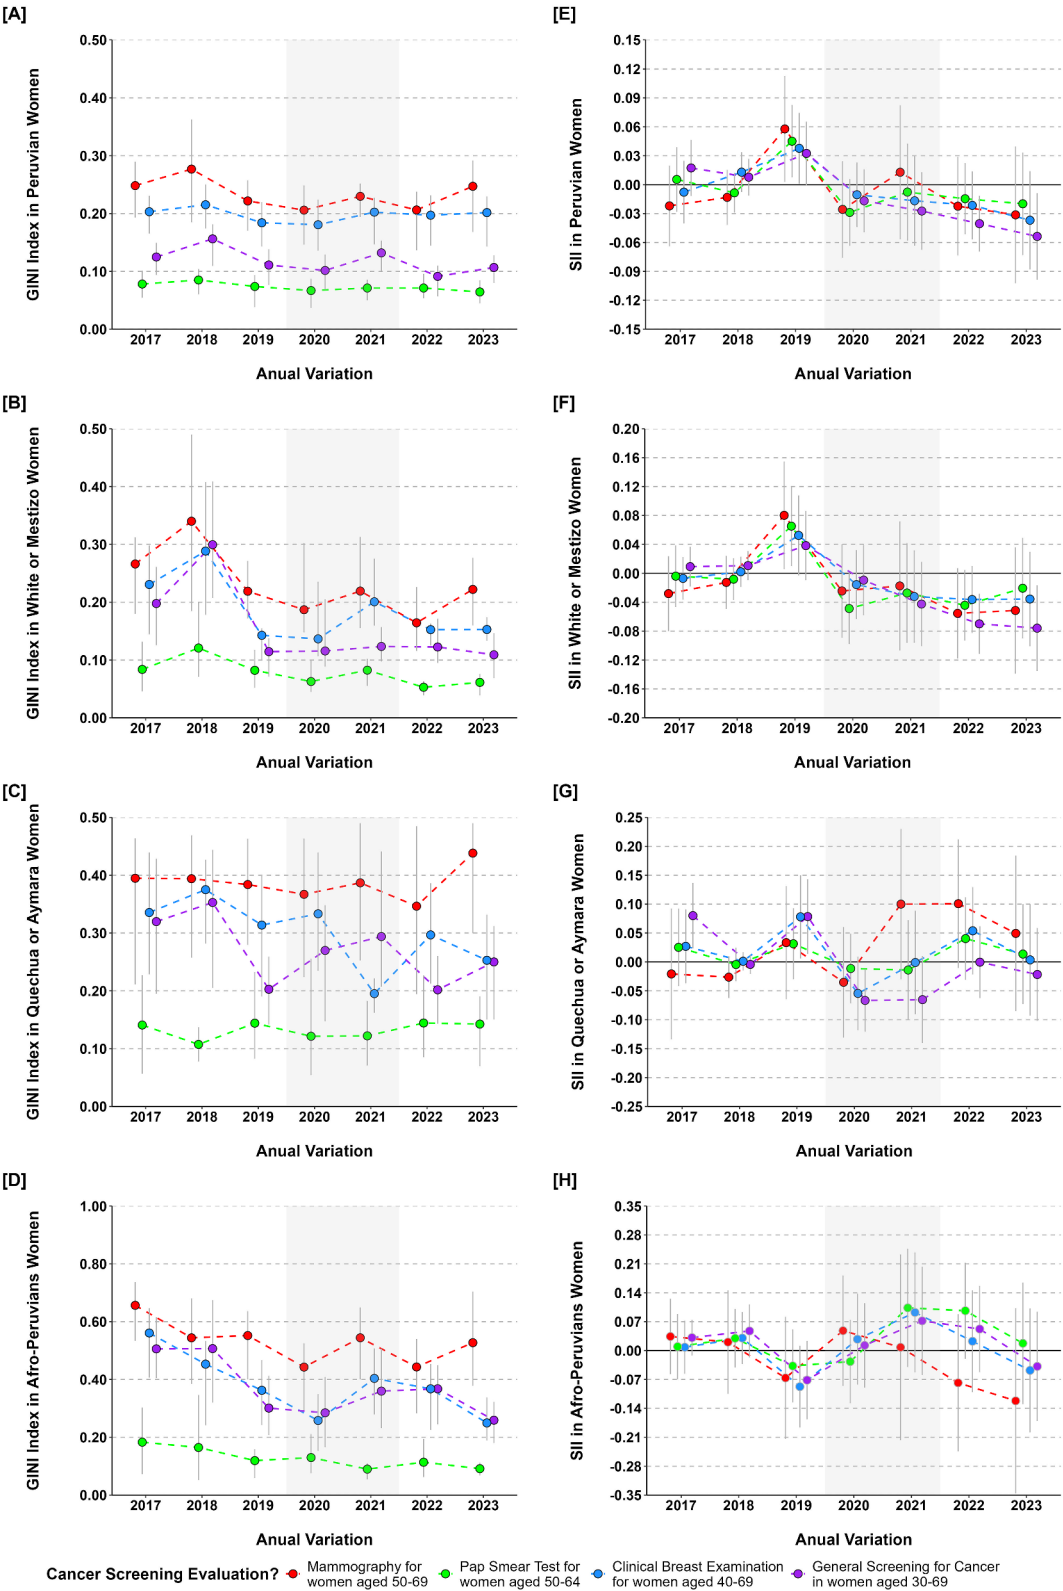 [A]
GINI Index in Peruvian Women
0.50
0.40
0.30
0.20
0.10
0.00
2017 2018 2019 2020 2021 2022 2023
Anual Variation
[E]
SII in Peruvian Women
0.15
0.12
0.09
0.06
0.03
0.00
-0.03
-0.06
-0.09
-0.12
-0.15
2017 2018 2019 2020 2021 2022 2023
Anual Variation
[B]
GINI Index in White or Mestizo Women
0.50
0.40
0.30
0.20
0.10
0.00
2017 2018 2019 2020 2021 2022 2023
Anual Variation
[F]
SII in White or Mestizo Women
0.20
0.16
0.12
0.08
0.04
0.00
-0.04
-0.08
-0.12
-0.16
-0.20
2017 2018 2019 2020 2021 2022 2023
Anual Variation
[C]
GINI Index in Quechua or Aymara Women
0.50
0.40
0.30
0.20
0.10
0.00
2017 2018 2019 2020 2021 2022 2023
Anual Variation
[G]
SII in Quechua or Aymara Women
0.25
0.20
0.15
0.10
0.05
0.00
-0.05
-0.10
-0.15
-0.20
-0.25
2017 2018 2019 2020 2021 2022 2023
Anual Variation
[D]
GINI Index in Afro-Peruvians Women
1.00
0.80
0.60
0.40
0.20
0.00
2017 2018 2019 2020 2021 2022 2023
Anual Variation
[H]
SII in Afro-Peruvians Women
0.35
0.28
0.21
0.14
0.07
0.00
-0.07
-0.14
-0.21
-0.28
-0.35
2017 2018 2019 2020 2021 2022 2023
Anual Variation
Cancer Screening Evaluation?
Mammography for
women aged 50-69
Pap Smear Test for
women aged 50-64
Clinical Breast Examination
for women aged 40-69
General Screening for Cancer
in women aged 30-69